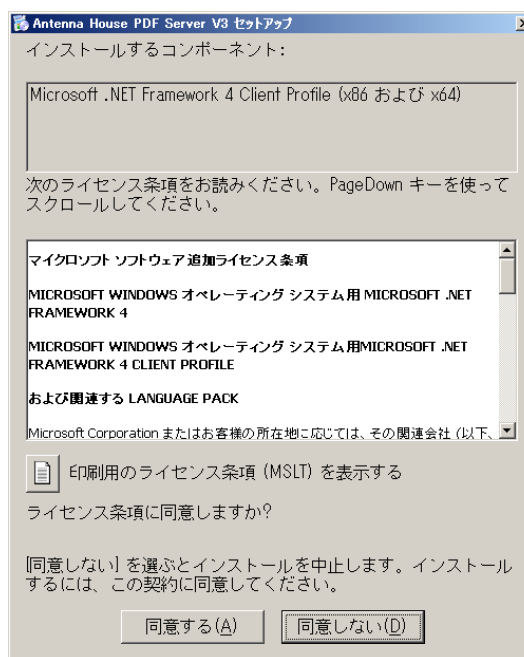 Antenna House PDF Server V3 セットアップ
インストールするコンポーネント:
Microsoft .NET Framework 4 Client Profile (x86 および x64)
次のライセンス条項をお読みください。PageDown キーを使って
スクロールしてください。
マイクロソフト ソフトウェア追加ライセンス条項
MICROSOFT WINDOWS オペレーティング システム用 MICROSOFT .NET
FRAMEWORK 4
MICROSOFT WINDOWS オペレーティング システム用MICROSOFT .NET
FRAMEWORK 4 CLIENT PROFILE
および関連する LANGUAGE PACK
Microsoft Corporation またはお客様の所在地に応じては、その関連会社 (以下、
印刷用のライセンス条項 (MSLT) を表示する
ライセンス条項に同意しますか?
[同意しない] を選ぶとインストールを中止します。インストール
するには、この契約に同意してください。
同意する(A) 同意しない(D)